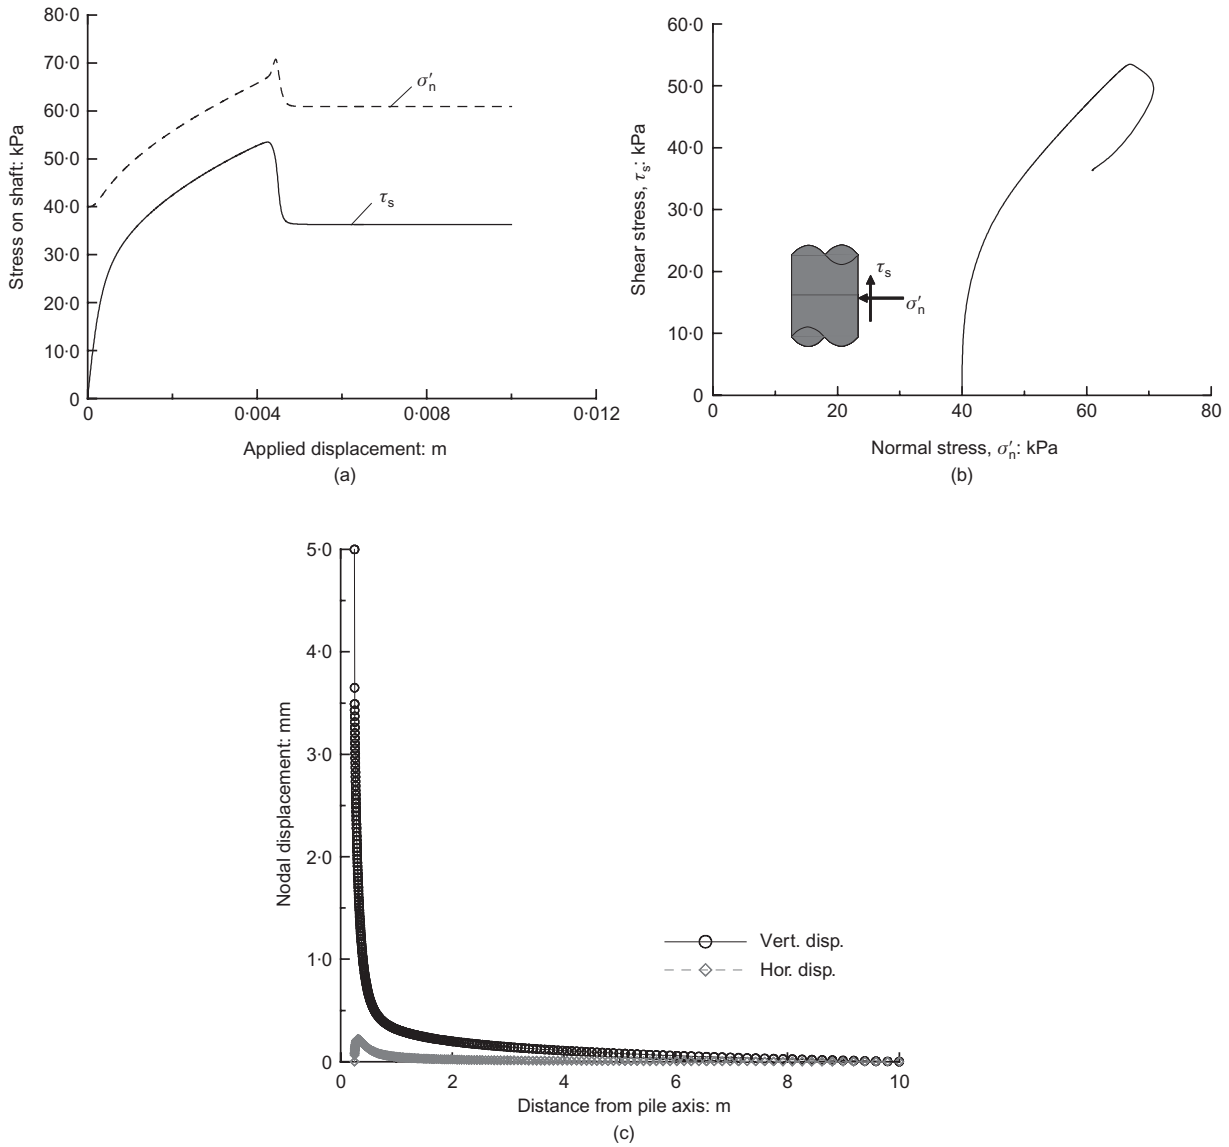 80·0
70·0
60·0
50·0
40·0
30·0
20·0
10·0
0
Stress on shaft: kPa
σ′n
τs
0
0·004
0·008
0·012
Applied displacement: m
(a)
60·0
50·0
40·0
30·0
20·0
10·0
0
Shear stress, τs: kPa
τs
σ′n
0
20
40
60
80
Normal stress, σ′n: kPa
(b)
5·0
4·0
3·0
2·0
1·0
0
Nodal displacement: mm
Vert. disp.
Hor. disp.
0
2
4
6
8
10
Distance from pile axis: m
(c)